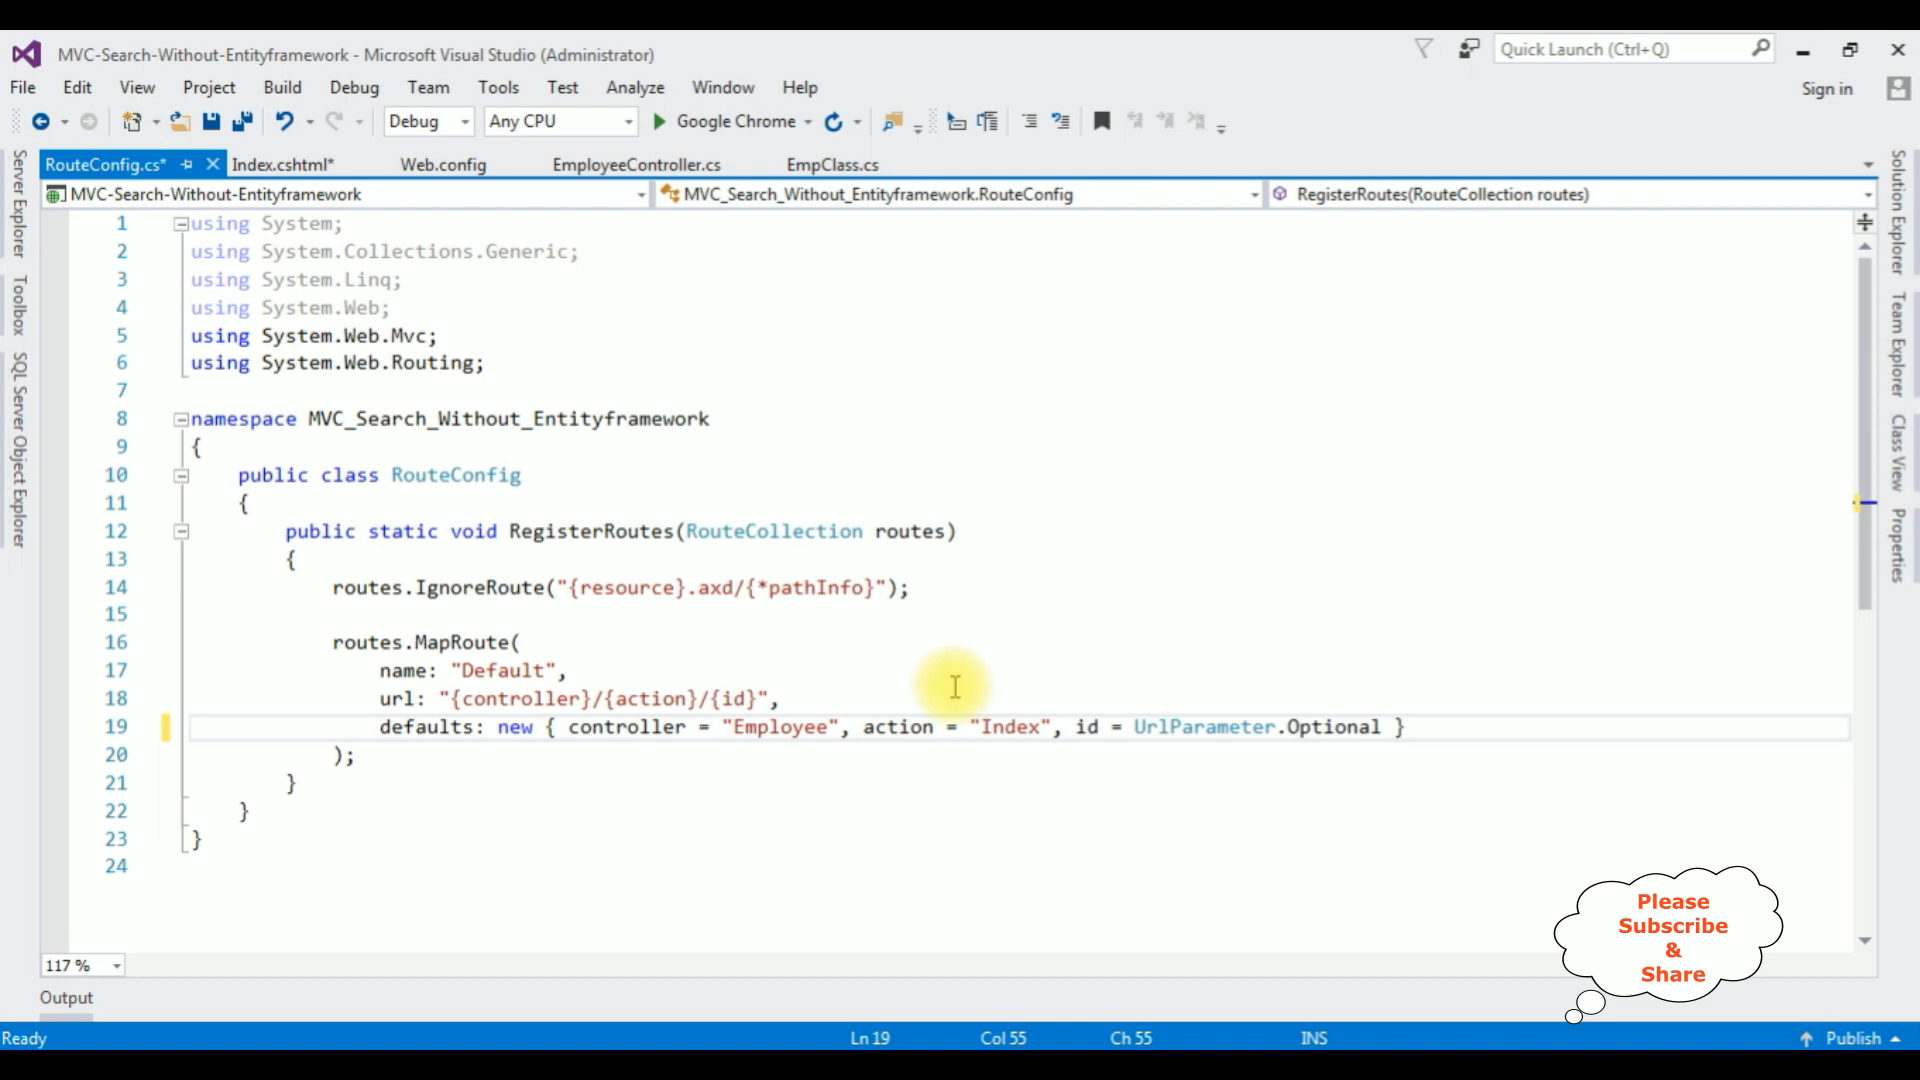 MVC-Search-Without-Entityframework - Microsoft Visual Studio (Administrator)
Quick Launch (Ctrl+Q)
File Edit View Project Build Debug Team Tools Test Analyze Window Help
Sign in
Debug Any CPU Google Chrome
RouteConfig.cs* Index.cshtml* Web.config EmployeeController.cs EmpClass.cs
MVC-Search-Without-Entityframework MVC_Search_Without_Entityframework.RouteConfig RegisterRoutes(RouteCollection routes)
Server Explorer
Toolbox
SQL Server Object Explorer
1 using System;
2 using System.Collections.Generic;
3 using System.Linq;
4 using System.Web;
5 using System.Web.Mvc;
6 using System.Web.Routing;
7
8 namespace MVC_Search_Without_Entityframework
9 {
10 public class RouteConfig
11 {
12 public static void RegisterRoutes(RouteCollection routes)
13 {
14 routes.IgnoreRoute("{resource}.axd/{*pathInfo}");
15
16 routes.MapRoute(
17 name: "Default",
18 url: "{controller}/{action}/{id}",
19 defaults: new { controller = "Employee", action = "Index", id = UrlParameter.Optional }
20 );
21 }
22 }
23 }
24
Solution Explorer
Team Explorer
Class View
Properties
Please
Subscribe
&
Share
117 %
Output
Ready Ln 19 Col 55 Ch 55 INS Publish